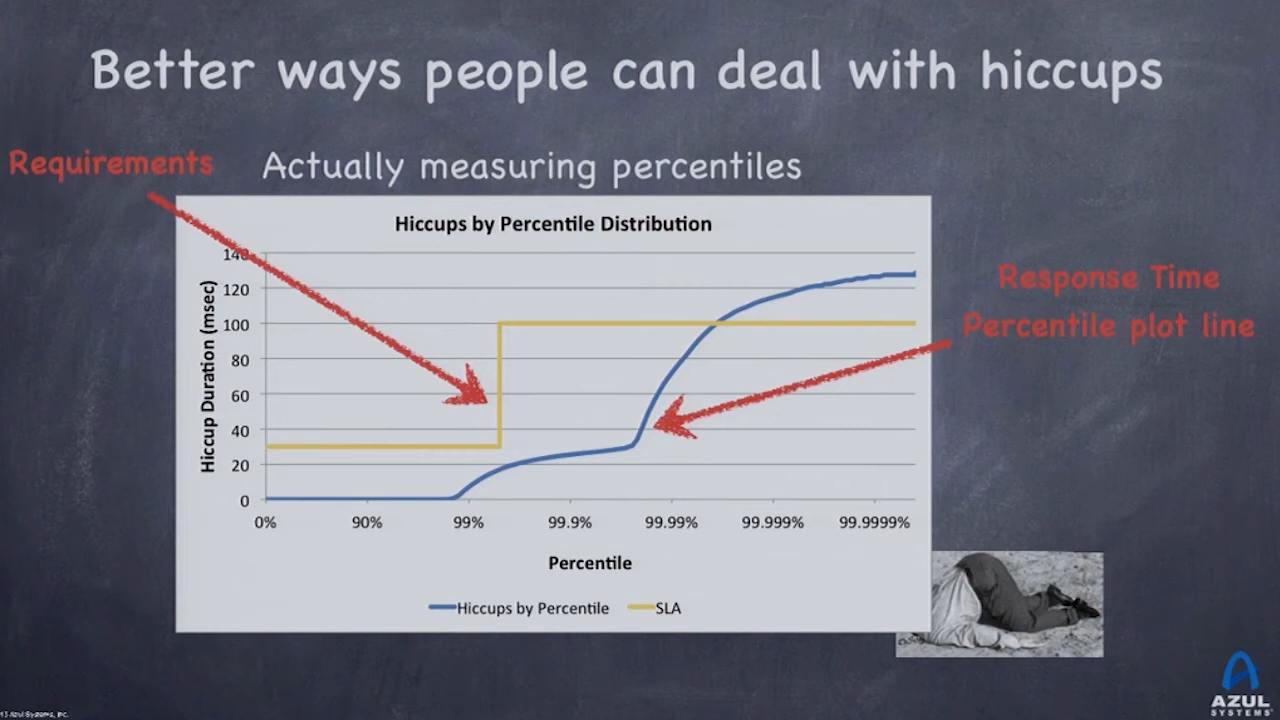 Better ways people can deal with hiccups
Requirements
Actually measuring percentiles
Hiccups by Percentile Distribution
Hiccup Duration (msec)
140
120
100
80
60
40
20
0
0% 90% 99% 99.9% 99.99% 99.999% 99.9999%
Percentile
Hiccups by Percentile SLA
Response Time
Percentile plot line
AZUL
SYSTEMS
13 Azul Systems, Inc.